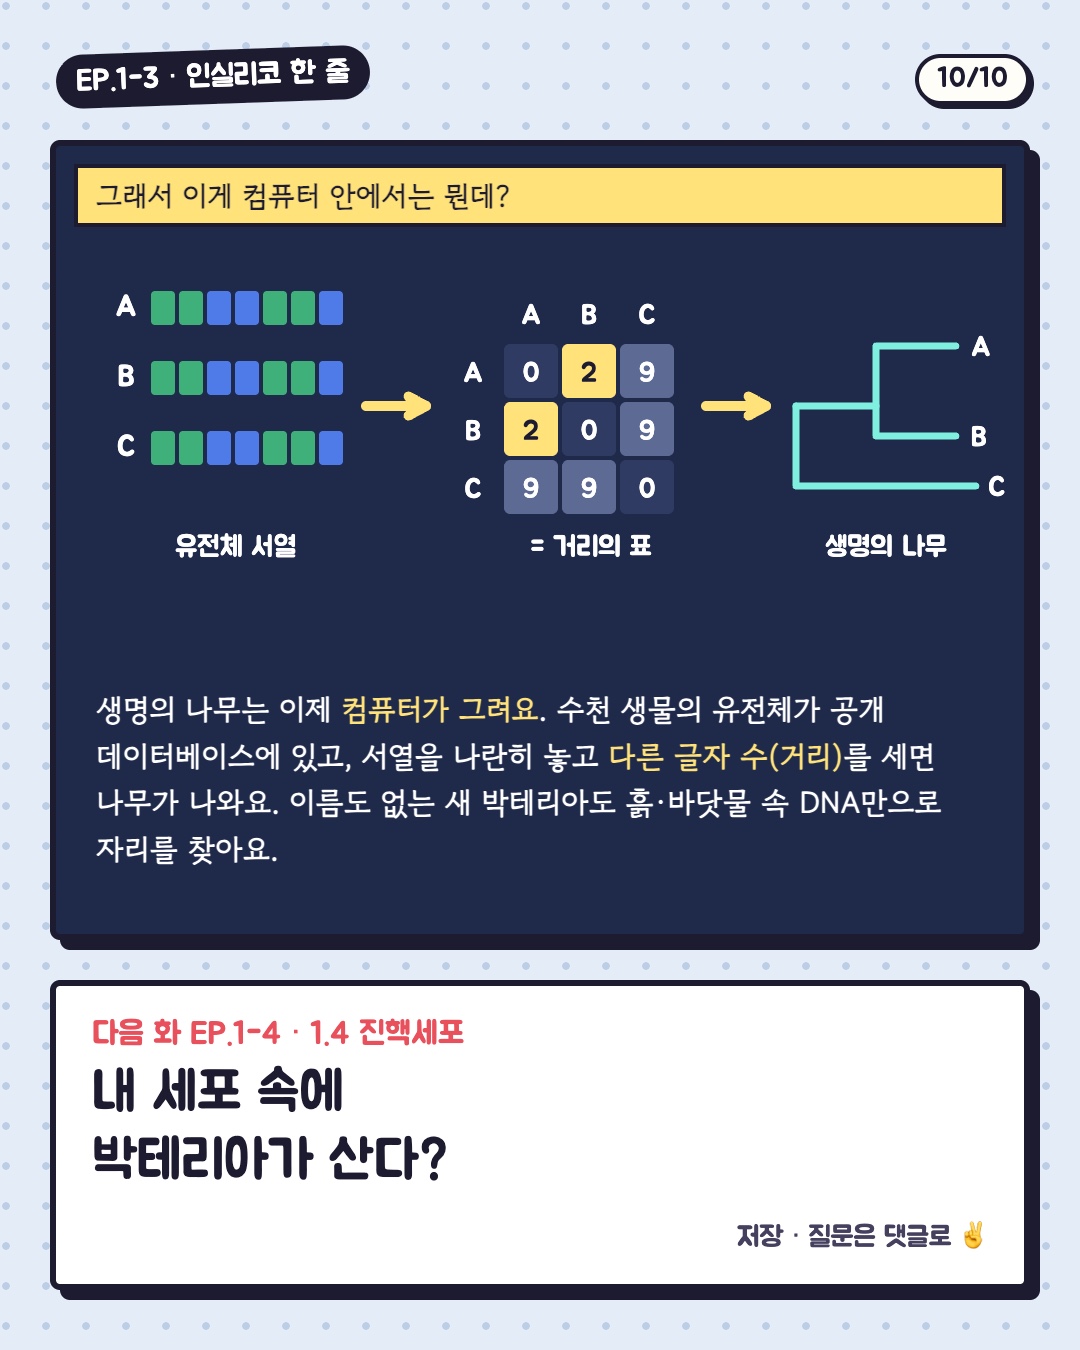 EP.1-3 · 인실리코 한 줄
10/10
그래서 이게 컴퓨터 안에서는 뭔데?
A
B
C
유전체 서열
A B C
A 0 2 9
B 2 0 9
C 9 9 0
= 거리의 표
A
B
C
생명의 나무
생명의 나무는 이제 컴퓨터가 그려요. 수천 생물의 유전체가 공개
데이터베이스에 있고, 서열을 나란히 놓고 다른 글자 수(거리)를 세면
나무가 나와요. 이름도 없는 새 박테리아도 흙·바닷물 속 DNA만으로
자리를 찾아요.
다음 화 EP.1-4 · 1.4 진핵세포
내 세포 속에
박테리아가 산다?
저장 · 질문은 댓글로 ✌️